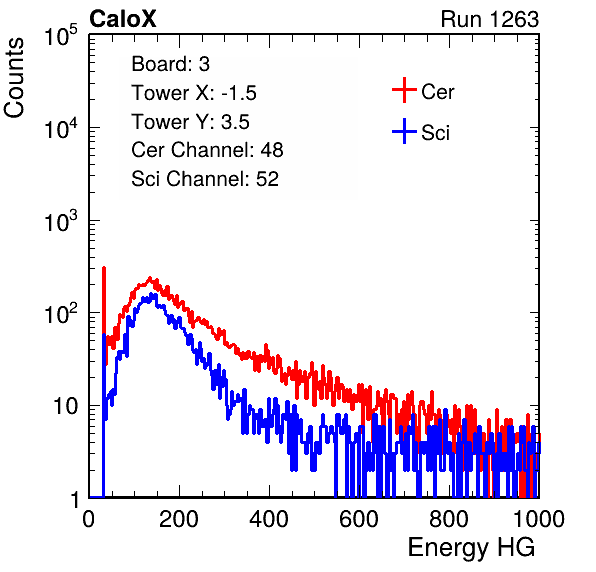 CaloX Run 1263
Counts
10^5
10^4
10^3
10^2
10
1
Board: 3
Tower X: -1.5
Tower Y: 3.5
Cer Channel: 48
Sci Channel: 52
Cer
Sci
0 200 400 600 800 1000
Energy HG